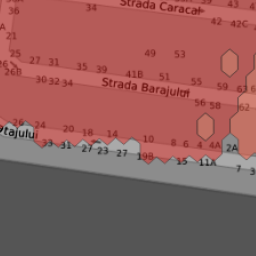 34
Strada Caracal
43
36
42 42C
21
25 27 31 35 39 41B 51 55 59 63
49 53
26B 30 32 34
Strada Barajului
56 58 62
26 24 20 18 14 10 8 6 4 4A 2A
tajului
33 31 27 23 27 19B 15 11A 7